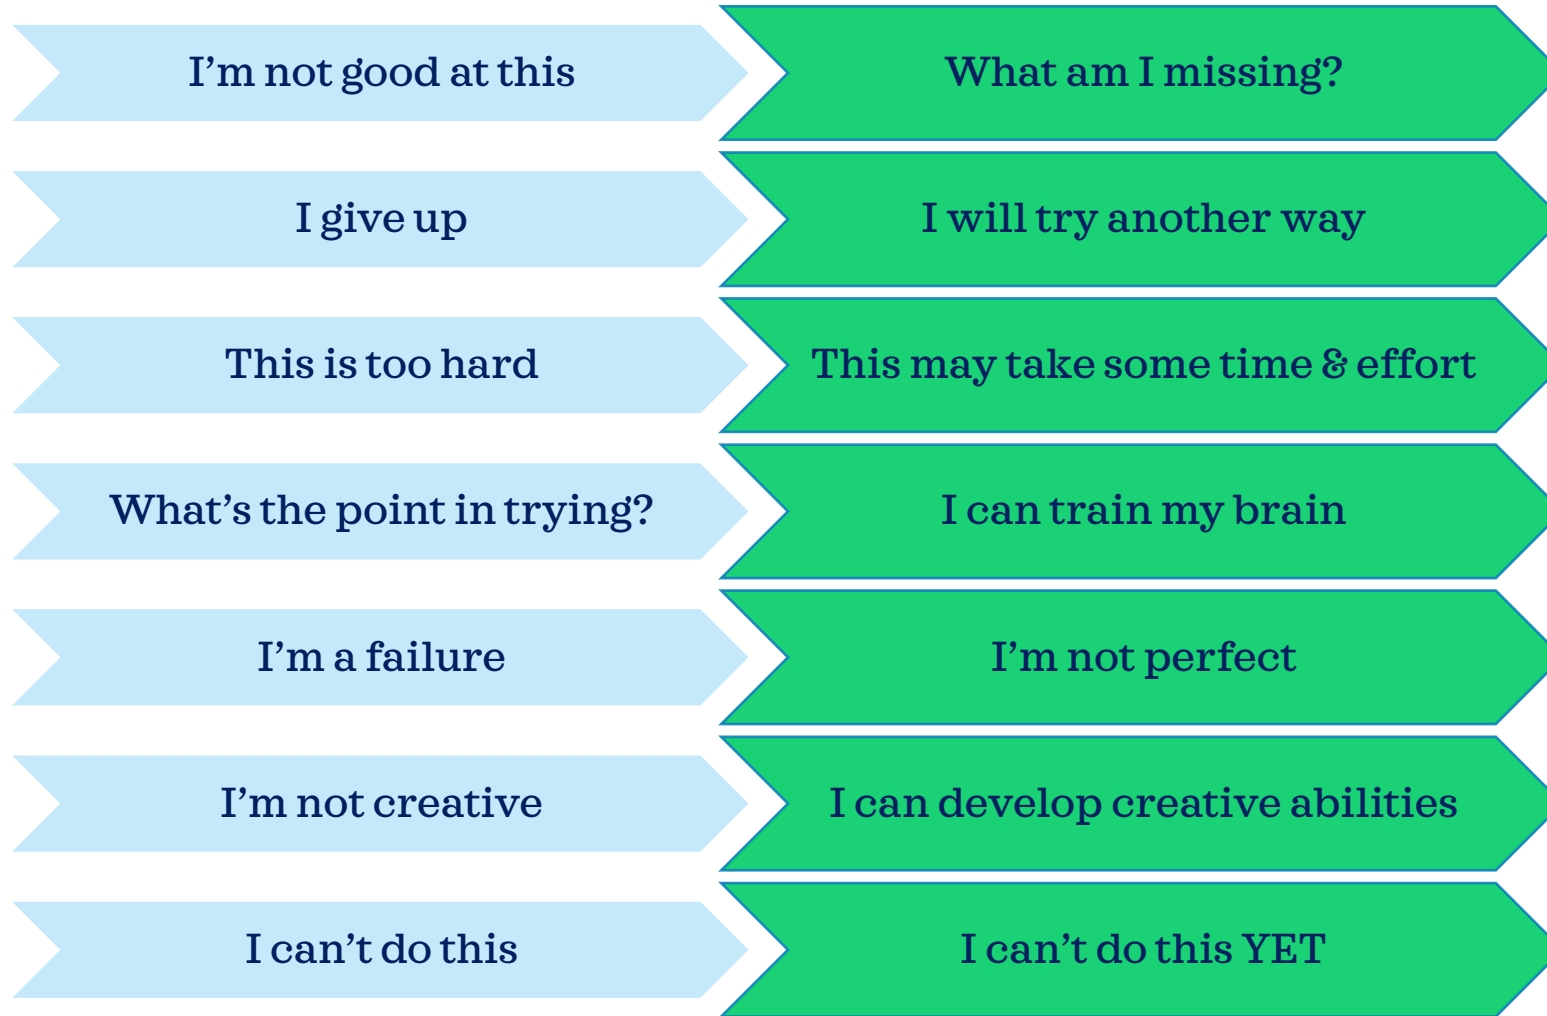 I’m not good at this
What am I missing?
I give up
I will try another way
This is too hard
This may take some time & effort
What’s the point in trying?
I can train my brain
I’m a failure
I’m not perfect
I’m not creative
I can develop creative abilities
I can’t do this
I can’t do this YET